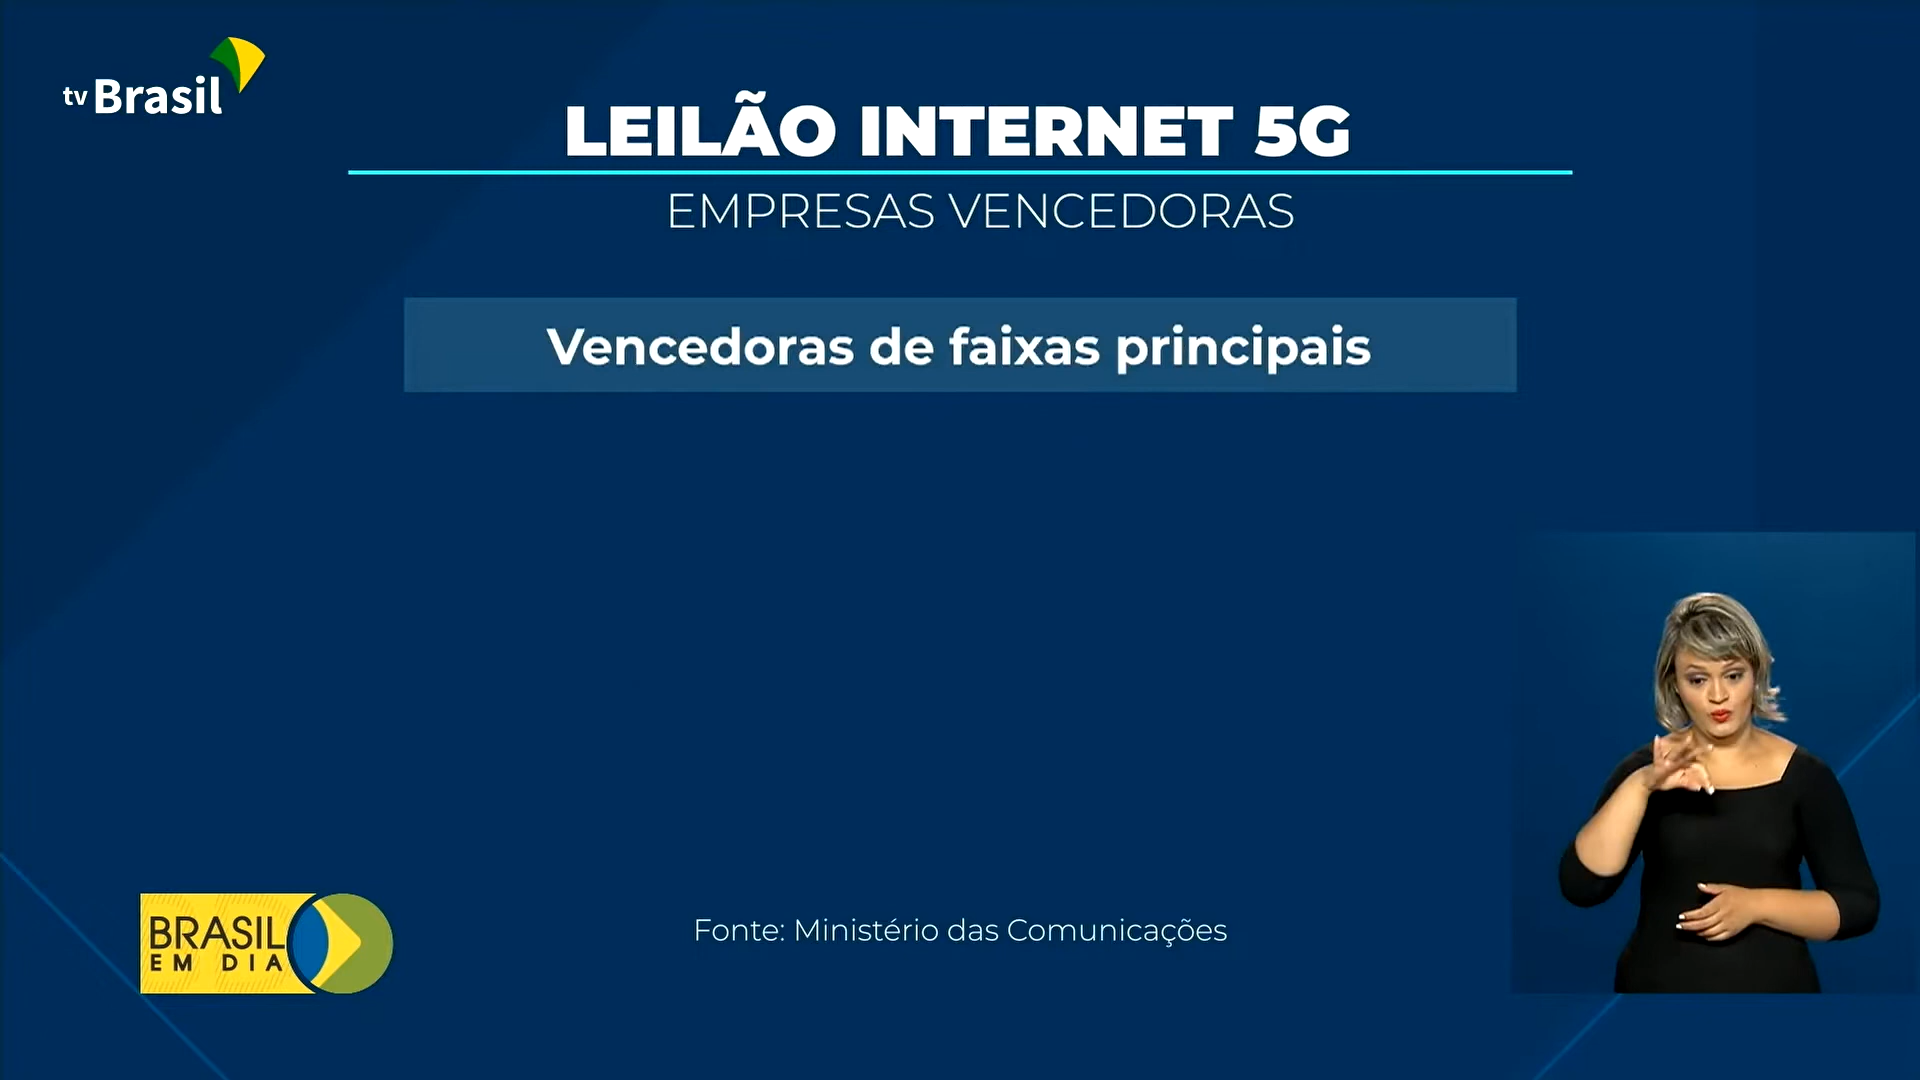 tv Brasil
LEILÃO INTERNET 5G
EMPRESAS VENCEDORAS
Vencedoras de faixas principais
BRASIL
EM DIA
Fonte: Ministério das Comunicações